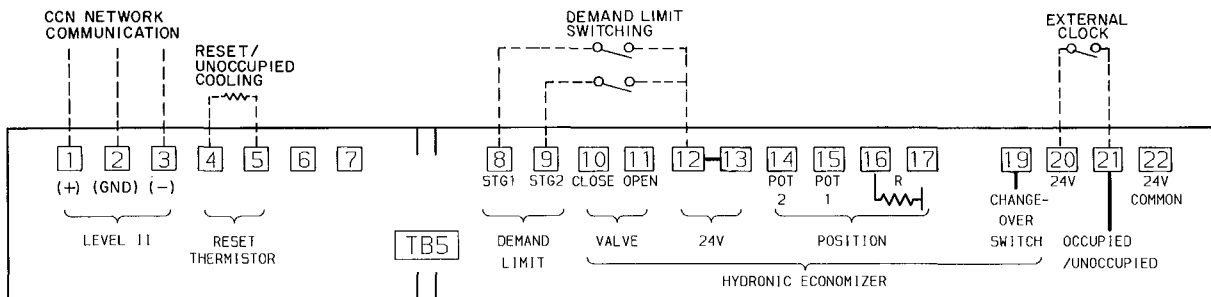 CCN NETWORK
COMMUNICATION
RESET/
UNOCCUPIED
COOLING
DEMAND LIMIT
SWITCHING
EXTERNAL
CLOCK
1 2 3 4 5 6 7
8 9 10 11 12 13 14 15 16 17 19 20 21 22
(+) (GND) (-)
STG1 STG2 CLOSE OPEN
POT
2
POT
1
R
24V
24V
COMMON
CHANGE-
OVER
SWITCH
LEVEL II
RESET
THERMISTOR
TB5
DEMAND
LIMIT
VALVE
24V
POSITION
OCCUPIED
/UNOCCUPIED
HYDRONIC ECONOMIZER